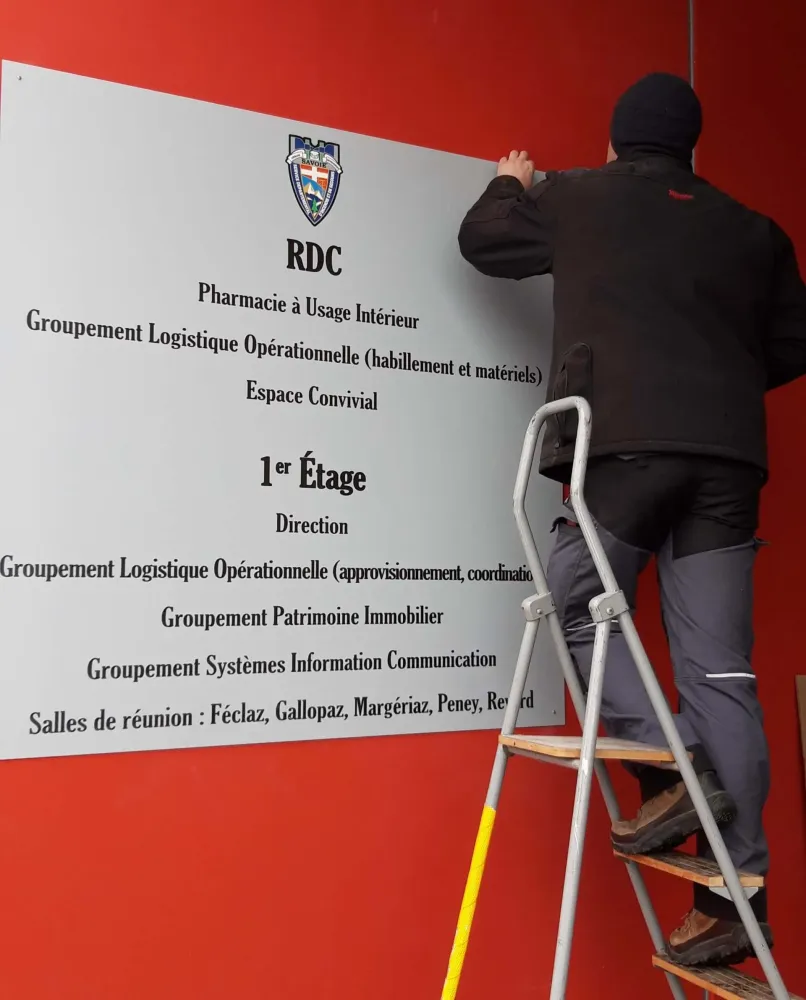 SAVOIE
RDC
Pharmacie à Usage Intérieur
Groupement Logistique Opérationnelle (habillement et matériels)
Espace Convivial
1er Étage
Direction
Groupement Logistique Opérationnelle (approvisionnement, coordinatio
Groupement Patrimoine Immobilier
Groupement Systèmes Information Communication
Salles de réunion : Féclaz, Gallopaz, Margériaz, Peney,